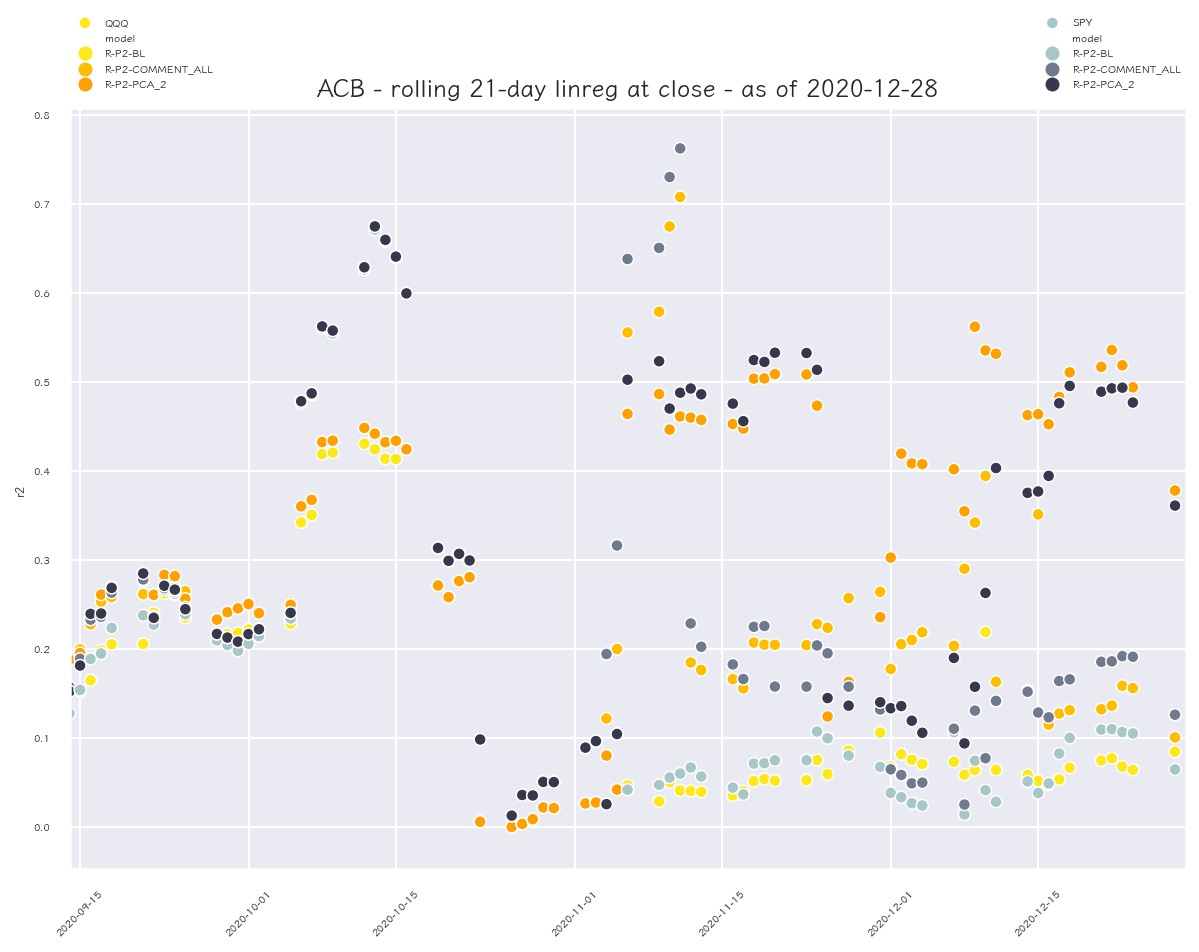 QQQ
model
R-P2-BL
R-P2-COMMENT_ALL
R-P2-PCA_2
SPY
model
R-P2-BL
R-P2-COMMENT_ALL
R-P2-PCA_2
ACB - rolling 21-day linreg at close - as of 2020-12-28
0.8
0.7
0.6
0.5
0.4
0.3
0.2
0.1
0.0
r2
2020-09-15
2020-10-01
2020-10-15
2020-11-01
2020-11-15
2020-12-01
2020-12-15